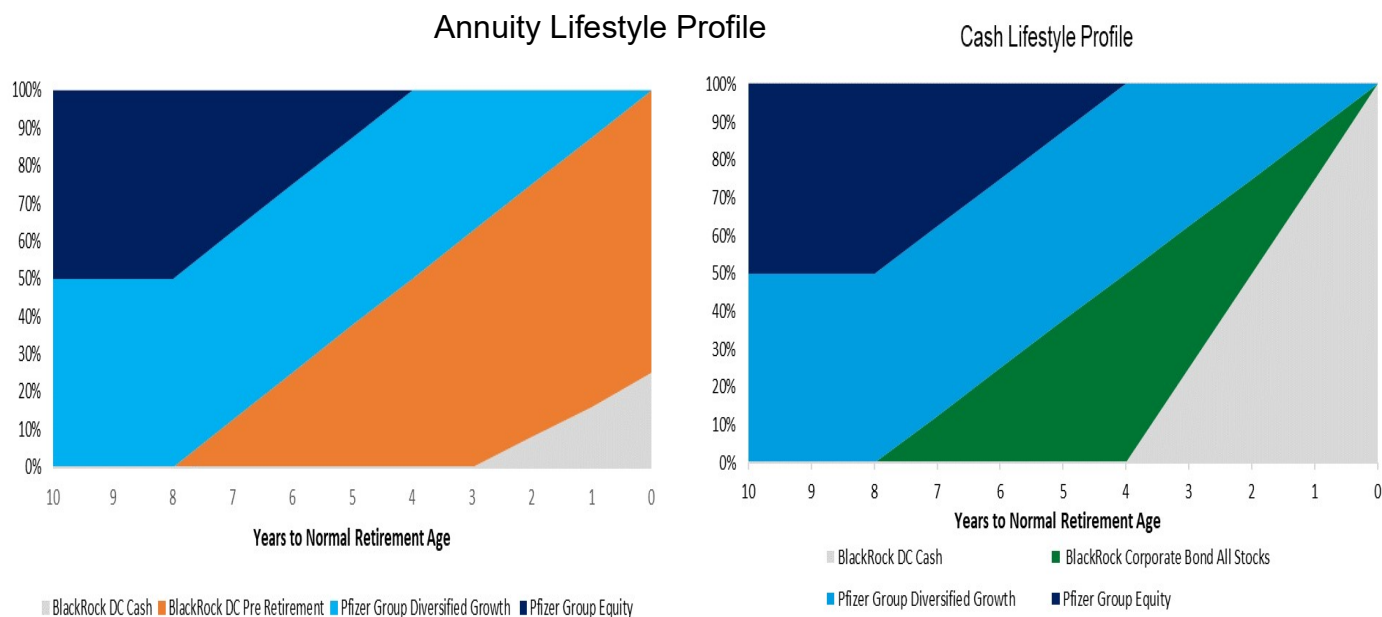 Annuity Lifestyle Profile
Cash Lifestyle Profile
100%
90%
80%
70%
60%
50%
40%
30%
20%
10%
0%
10 9 8 7 6 5 4 3 2 1 0
Years to Normal Retirement Age
BlackRock DC Cash BlackRock DC Pre Retirement Pfizer Group Diversified Growth Pfizer Group Equity
100%
90%
80%
70%
60%
50%
40%
30%
20%
10%
0%
10 9 8 7 6 5 4 3 2 1 0
Years to Normal Retirement Age
BlackRock DC Cash BlackRock Corporate Bond All Stocks
Pfizer Group Diversified Growth Pfizer Group Equity